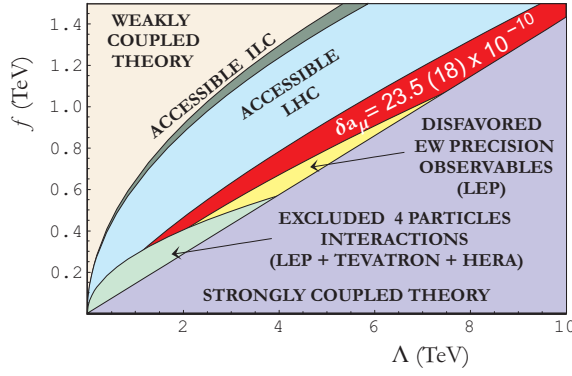 WEAKLY
COUPLED
THEORY
ACCESSIBLE ILC
ACCESSIBLE
LHC
δaμ = 23.5 (18) x 10⁻¹⁰
DISFAVORED
EW PRECISION
OBSERVABLES
(LEP)
EXCLUDED 4 PARTICLES
INTERACTIONS
(LEP + TEVATRON + HERA)
STRONGLY COUPLED THEORY
f (TeV)
1.4
1.2
1.0
0.8
0.6
0.4
0.2
2
4
6
8
10
Λ (TeV)